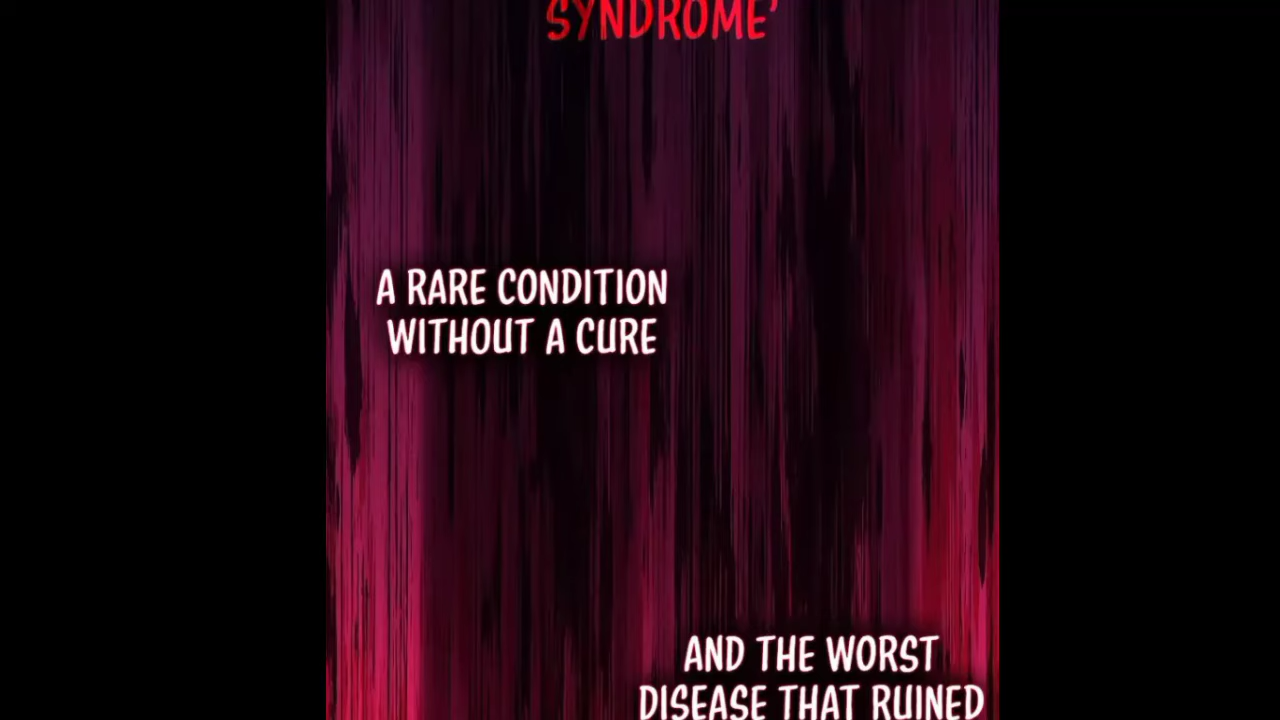 SYNDROME'
A RARE CONDITION
WITHOUT A CURE
AND THE WORST
DISEASE THAT RUINED